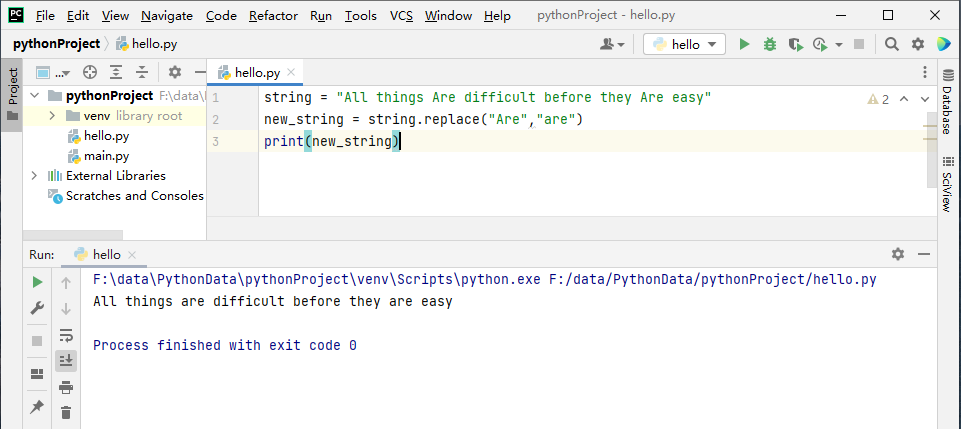 PC File Edit View Navigate Code Refactor Run Tools VCS Window Help pythonProject - hello.py
pythonProject hello.py hello
Project
... hello.py
pythonProject F:\data\
venv library root
hello.py
main.py
External Libraries
Scratches and Consoles
1 string = "All things Are difficult before they Are easy"
2 new_string = string.replace("Are","are")
3 print(new_string)
2
Database
SciView
Run: hello
F:\data\PythonData\pythonProject\venv\Scripts\python.exe F:/data/PythonData/pythonProject/hello.py
All things are difficult before they are easy
Process finished with exit code 0